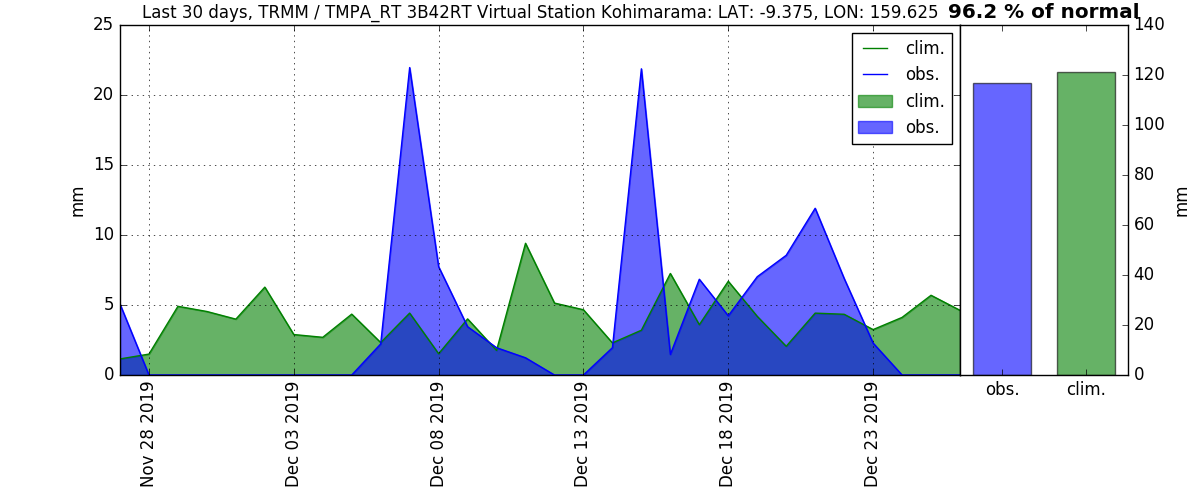 Last 30 days, TRMM / TMPA_RT 3B42RT Virtual Station Kohimarama: LAT: -9.375, LON: 159.625
96.2 % of normal
25
20
15
10
5
0
mm
clim.
obs.
clim.
obs.
Nov 28 2019
Dec 03 2019
Dec 08 2019
Dec 13 2019
Dec 18 2019
Dec 23 2019
140
120
100
80
60
40
20
0
mm
obs.
clim.